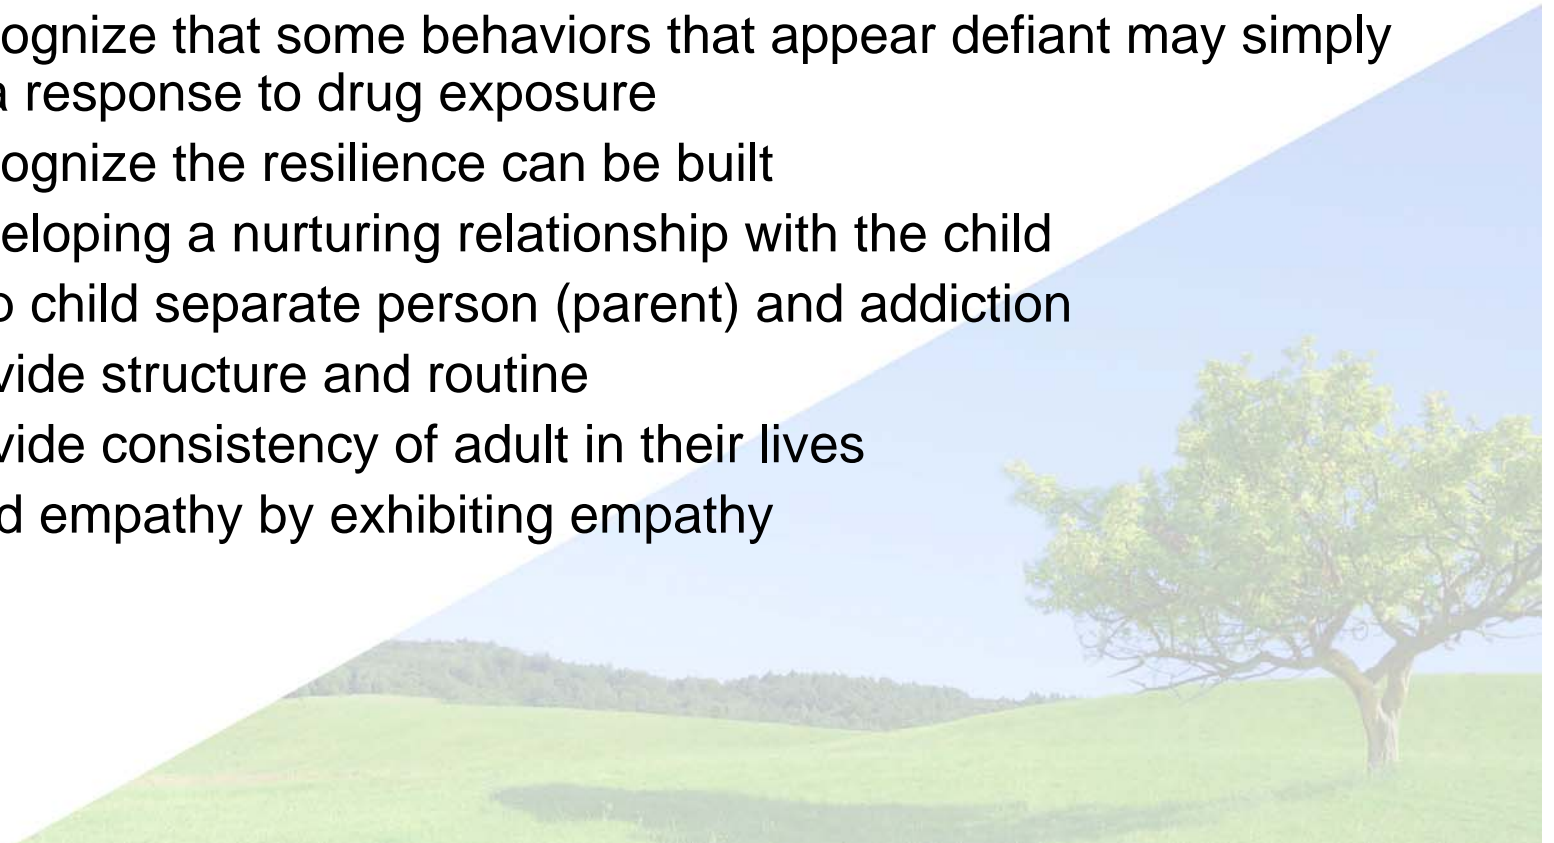 ognize that some behaviors that appear defiant may simply
a response to drug exposure
ognize the resilience can be built
eloping a nurturing relationship with the child
o child separate person (parent) and addiction
vide structure and routine
vide consistency of adult in their lives
d empathy by exhibiting empathy